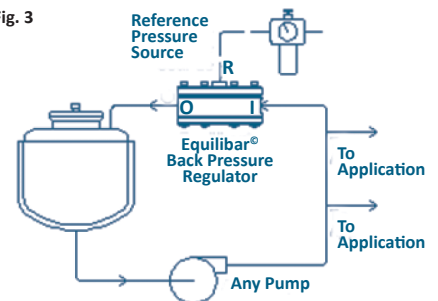 ig. 3
Reference
Pressure
Source
R
O
I
Equilibar©
Back Pressure
Regulator
To
Application
To
Application
Any Pump